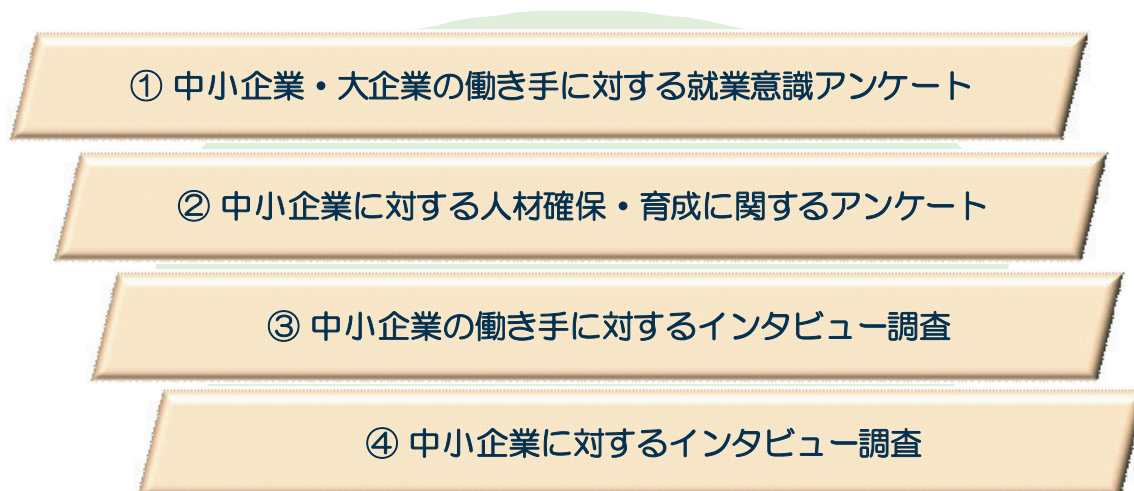 ① 中小企業・大企業の働き手に対する就業意識アンケート
② 中小企業に対する人材確保・育成に関するアンケート
③ 中小企業の働き手に対するインタビュー調査
④ 中小企業に対するインタビュー調査